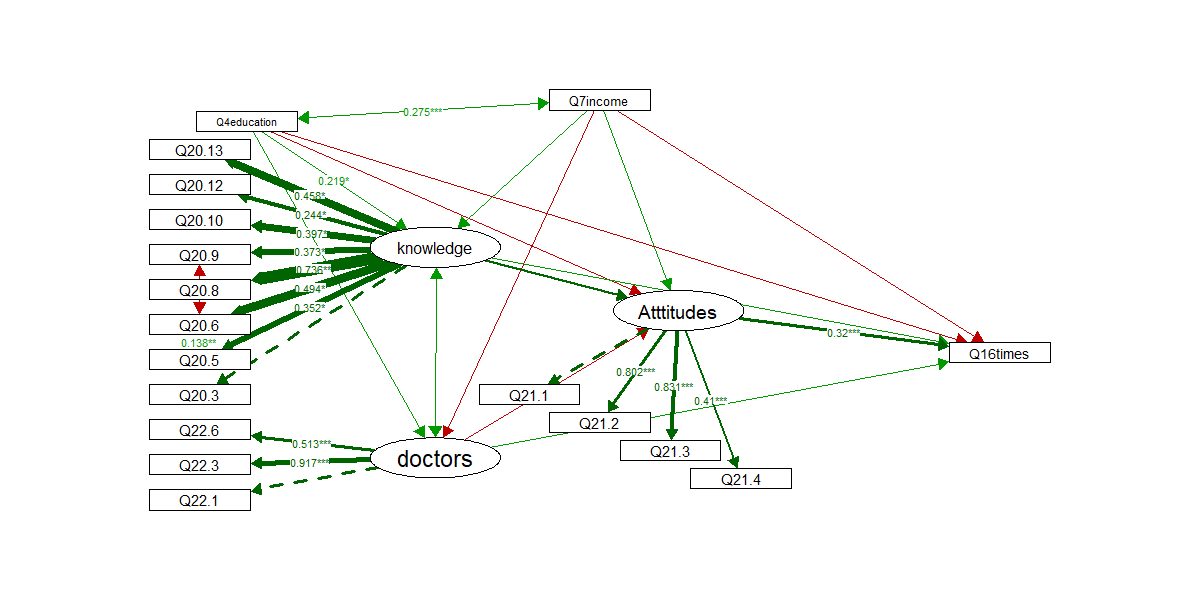 Q7income
0.275***
Q4education
Q20.13
0.219*
Q20.12
0.458*
0.244*
Q20.10
0.397*
knowledge
Q20.9
0.373*
0.736**
Q20.8
0.494*
0.352*
Atttitudes
Q20.6
0.32***
0.138**
Q20.5
Q16times
0.802***
0.831***
Q20.3
Q21.1
0.41***
Q21.2
Q22.6
0.513***
Q21.3
doctors
Q22.3
0.917***
Q21.4
Q22.1